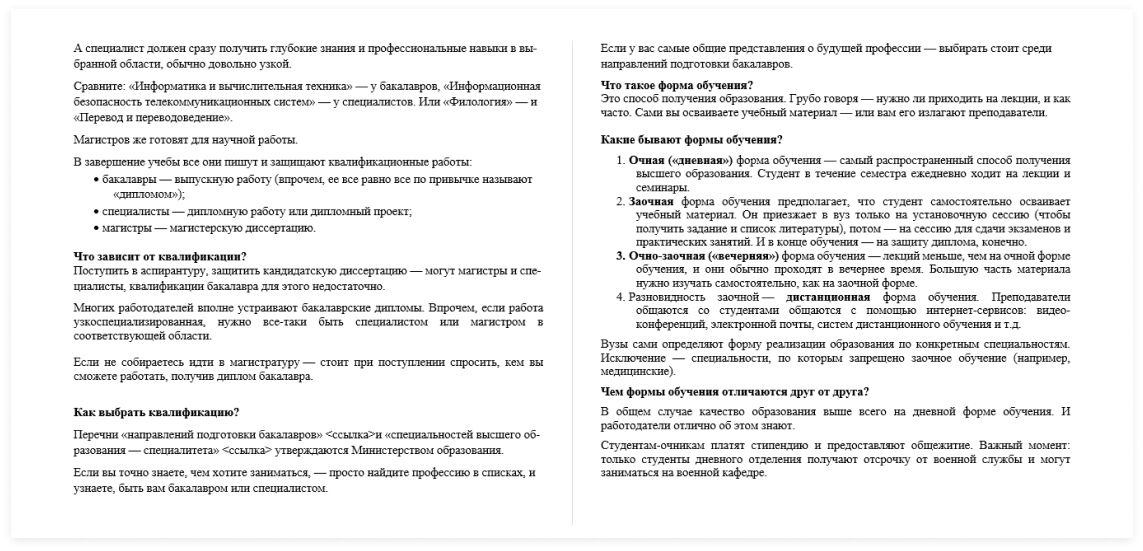 А специалист должен сразу получить глубокие знания и профессиональные навыки в вы-
бранной области, обычно довольно узкой.
Сравните: «Информатика и вычислительная техника» — у бакалавров, «Информационная
безопасность телекоммуникационных систем» — у специалистов. Или «Филология» — и
«Перевод и переводоведение».
Магистров же готовят для научной работы.
В завершение учебы все они пишут и защищают квалификационные работы:
• бакалавры — выпускную работу (впрочем, ее все равно все по привычке называют
«дипломом»);
• специалисты — дипломную работу или дипломный проект;
• магистры — магистерскую диссертацию.
Что зависит от квалификации?
Поступить в аспирантуру, защитить кандидатскую диссертацию — могут магистры и спе-
циалисты, квалификации бакалавра для этого недостаточно.
Многих работодателей вполне устраивают бакалаврские дипломы. Впрочем, если работа
узкоспециализированная, нужно все-таки быть специалистом или магистром в
соответствующей области.
Если не собираетесь идти в магистратуру — стоит при поступлении спросить, кем вы
сможете работать, получив диплом бакалавра.
Как выбрать квалификацию?
Перечни «направлений подготовки бакалавров» <ссылка>и «специальностей высшего об-
разования — специалитета» <ссылка> утверждаются Министерством образования.
Если вы точно знаете, чем хотите заниматься, — просто найдите профессию в списках, и
узнаете, быть вам бакалавром или специалистом.
Если у вас самые общие представления о будущей профессии — выбирать стоит среди
направлений подготовки бакалавров.
Что такое форма обучения?
Это способ получения образования. Грубо говоря — нужно ли приходить на лекции, и как
часто. Сами вы осваиваете учебный материал — или вам его излагают преподаватели.
Какие бывают формы обучения?
1. Очная («дневная») форма обучения — самый распространенный способ получения
высшего образования. Студент в течение семестра ежедневно ходит на лекции и
семинары.
2. Заочная форма обучения предполагает, что студент самостоятельно осваивает
учебный материал. Он приезжает в вуз только на установочную сессию (чтобы
получить задание и список литературы), потом — на сессию для сдачи экзаменов и
практических занятий. И в конце обучения — на защиту диплома, конечно.
3. Очно-заочная («вечерняя») форма обучения — лекций меньше, чем на очной форме
обучения, и они обычно проходят в вечернее время. Большую часть материала
нужно изучать самостоятельно, как на заочной форме.
4. Разновидность заочной — дистанционная форма обучения. Преподаватели
общаются со студентами общаются с помощью интернет-сервисов: видео-
конференций, электронной почты, систем дистанционного обучения и т.д.
Вузы сами определяют форму реализации образования по конкретным специальностям.
Исключение — специальности, по которым запрещено заочное обучение (например,
медицинские).
Чем формы обучения отличаются друг от друга?
В общем случае качество образования выше всего на дневной форме обучения. И
работодатели отлично об этом знают.
Студентам-очникам платят стипендию и предоставляют общежитие. Важный момент:
только студенты дневного отделения получают отсрочку от военной службы и могут
заниматься на военной кафедре.